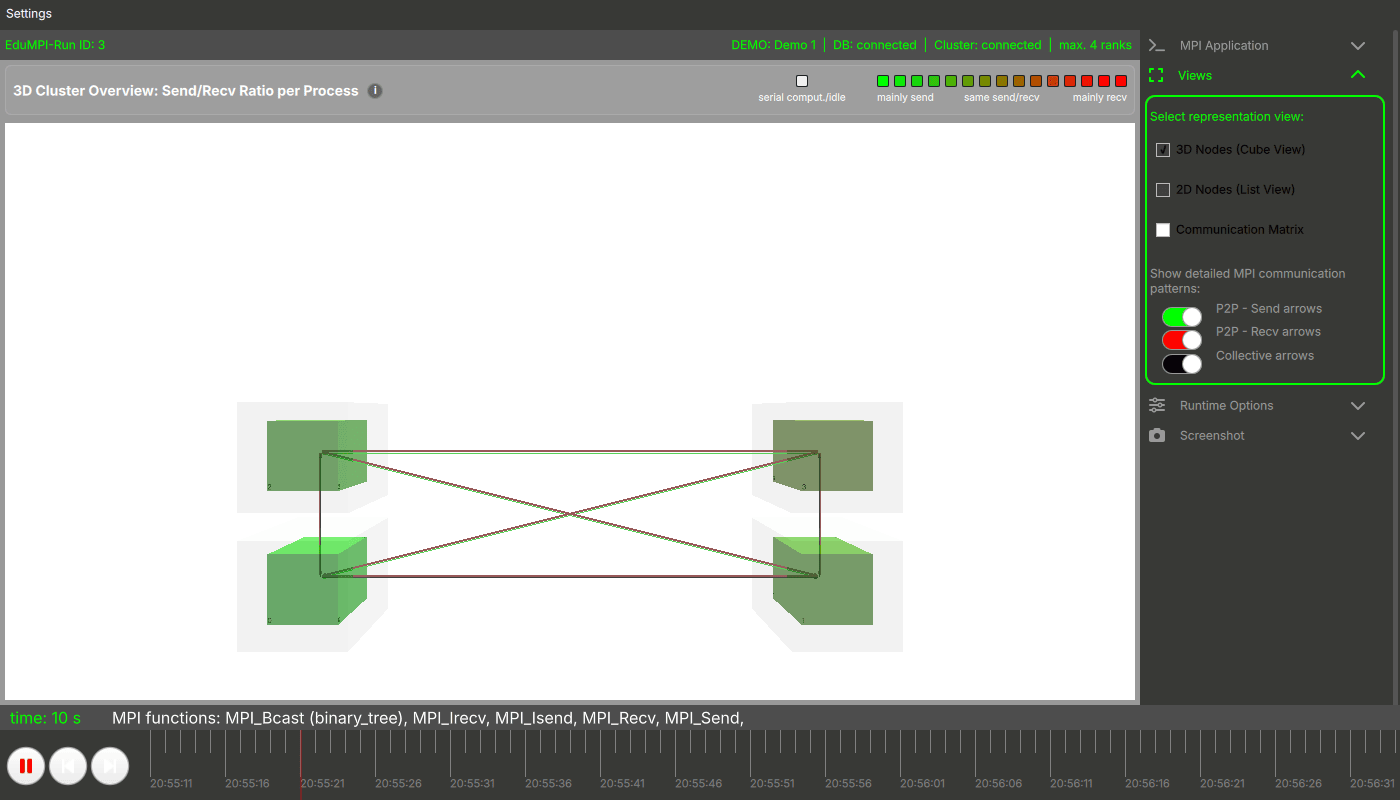 Settings
EduMPI-Run ID: 3
DEMO: Demo 1 | DB: connected | Cluster: connected | max. 4 ranks
3D Cluster Overview: Send/Recv Ratio per Process
i
serial comput./idle
mainly send
same send/recv
mainly recv
2
3
1
MPI Application
Views
Select representation view:
3D Nodes (Cube View)
2D Nodes (List View)
Communication Matrix
Show detailed MPI communication
patterns:
P2P - Send arrows
P2P - Recv arrows
Collective arrows
Runtime Options
Screenshot
time: 10 s
MPI functions: MPI_Bcast (binary_tree), MPI_Irecv, MPI_Isend, MPI_Recv, MPI_Send,
20:55:11
20:55:16
20:55:21
20:55:26
20:55:31
20:55:36
20:55:41
20:55:46
20:55:51
20:55:56
20:56:01
20:56:06
20:56:11
20:56:16
20:56:21
20:56:26
20:56:31